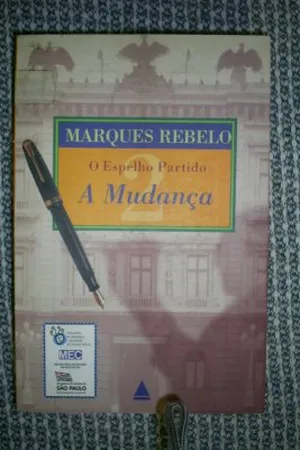 MARQUES REBELO
O Espelho Partido
2
A Mudança
MEC
SÃO PAULO